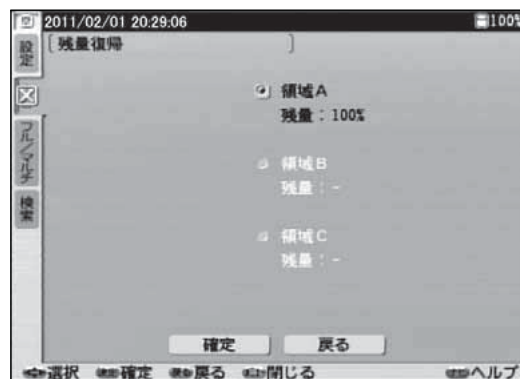 2011/02/01 20:29:06
100%
設定
[残量復帰]
領域A
残量：100%
フル/マルチ
領域B
残量：-
検索
領域C
残量：-
確定
戻る
選択 確定 戻る 閉じる ヘルプ